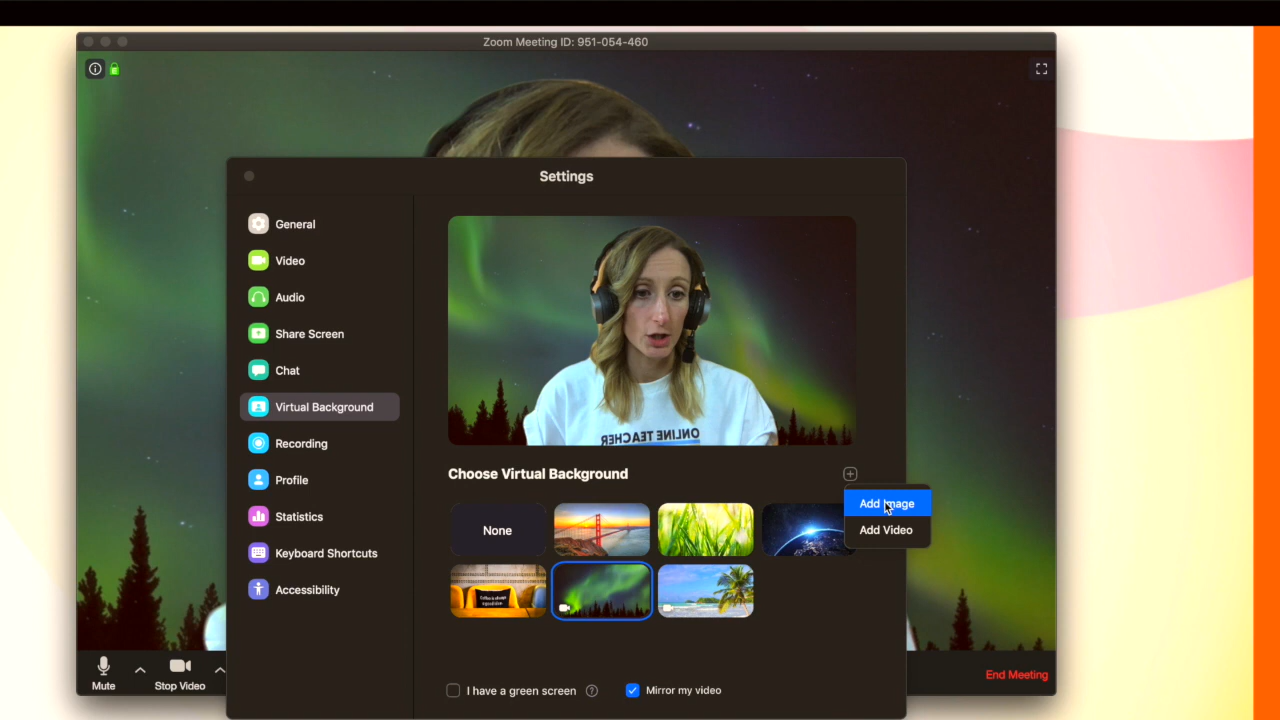 Zoom Meeting ID: 951-054-460
Settings
General
Video
Audio
Share Screen
Chat
Virtual Background
Recording
Profile
Statistics
Keyboard Shortcuts
Accessibility
ONLINE TEACHER
Choose Virtual Background
Add Image
Add Video
None
I have a green screen
Mirror my video
Mute
Stop Video
End Meeting